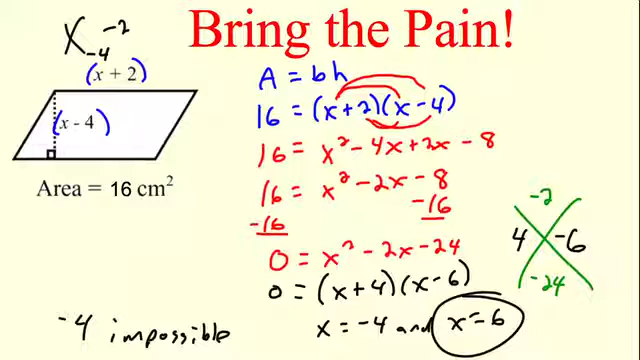 Bring the Pain!
x -2
-4
(x + 2)
(x - 4)
Area = 16 cm²
A = bh
16 = (x+2)(x-4)
16 = x² - 4x + 2x - 8
16 = x² - 2x - 8
-16 -16
0 = x² - 2x - 24
0 = (x+4)(x-6)
x = -4 and x = 6
-2
4 -6
-24
-4 impossible